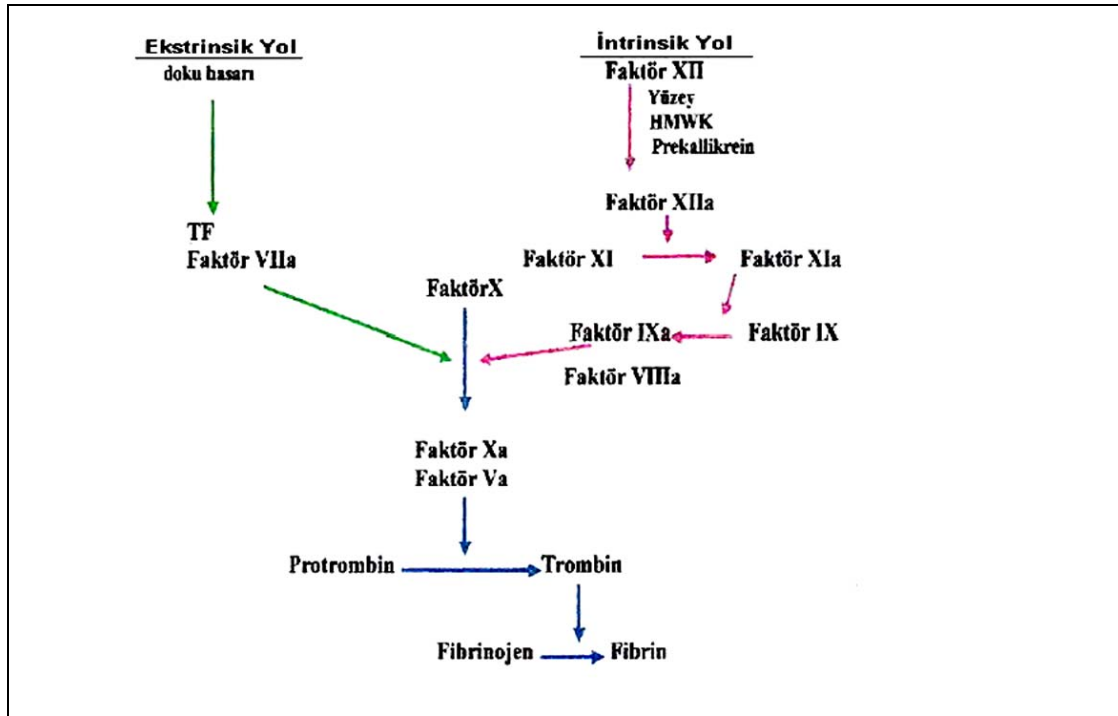 Ekstrinsik Yol
doku hasarı
TF
Faktör VIIa
İntrinsik Yol
Faktör XII
Yüzey
HMWK
Prekallikrein
Faktör XIIa
Faktör XI
Faktör XIa
FaktörX
Faktör IXa
Faktör IX
Faktör VIIIa
Faktör Xa
Faktör Va
Protrombin
Trombin
Fibrinojen
Fibrin